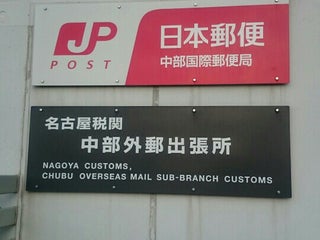 JP
POST
日本郵便
中部国際郵便局
名古屋税関
中部外郵出張所
NAGOYA CUSTOMS,
CHUBU OVERSEAS MAIL SUB-BRANCH CUSTOMS